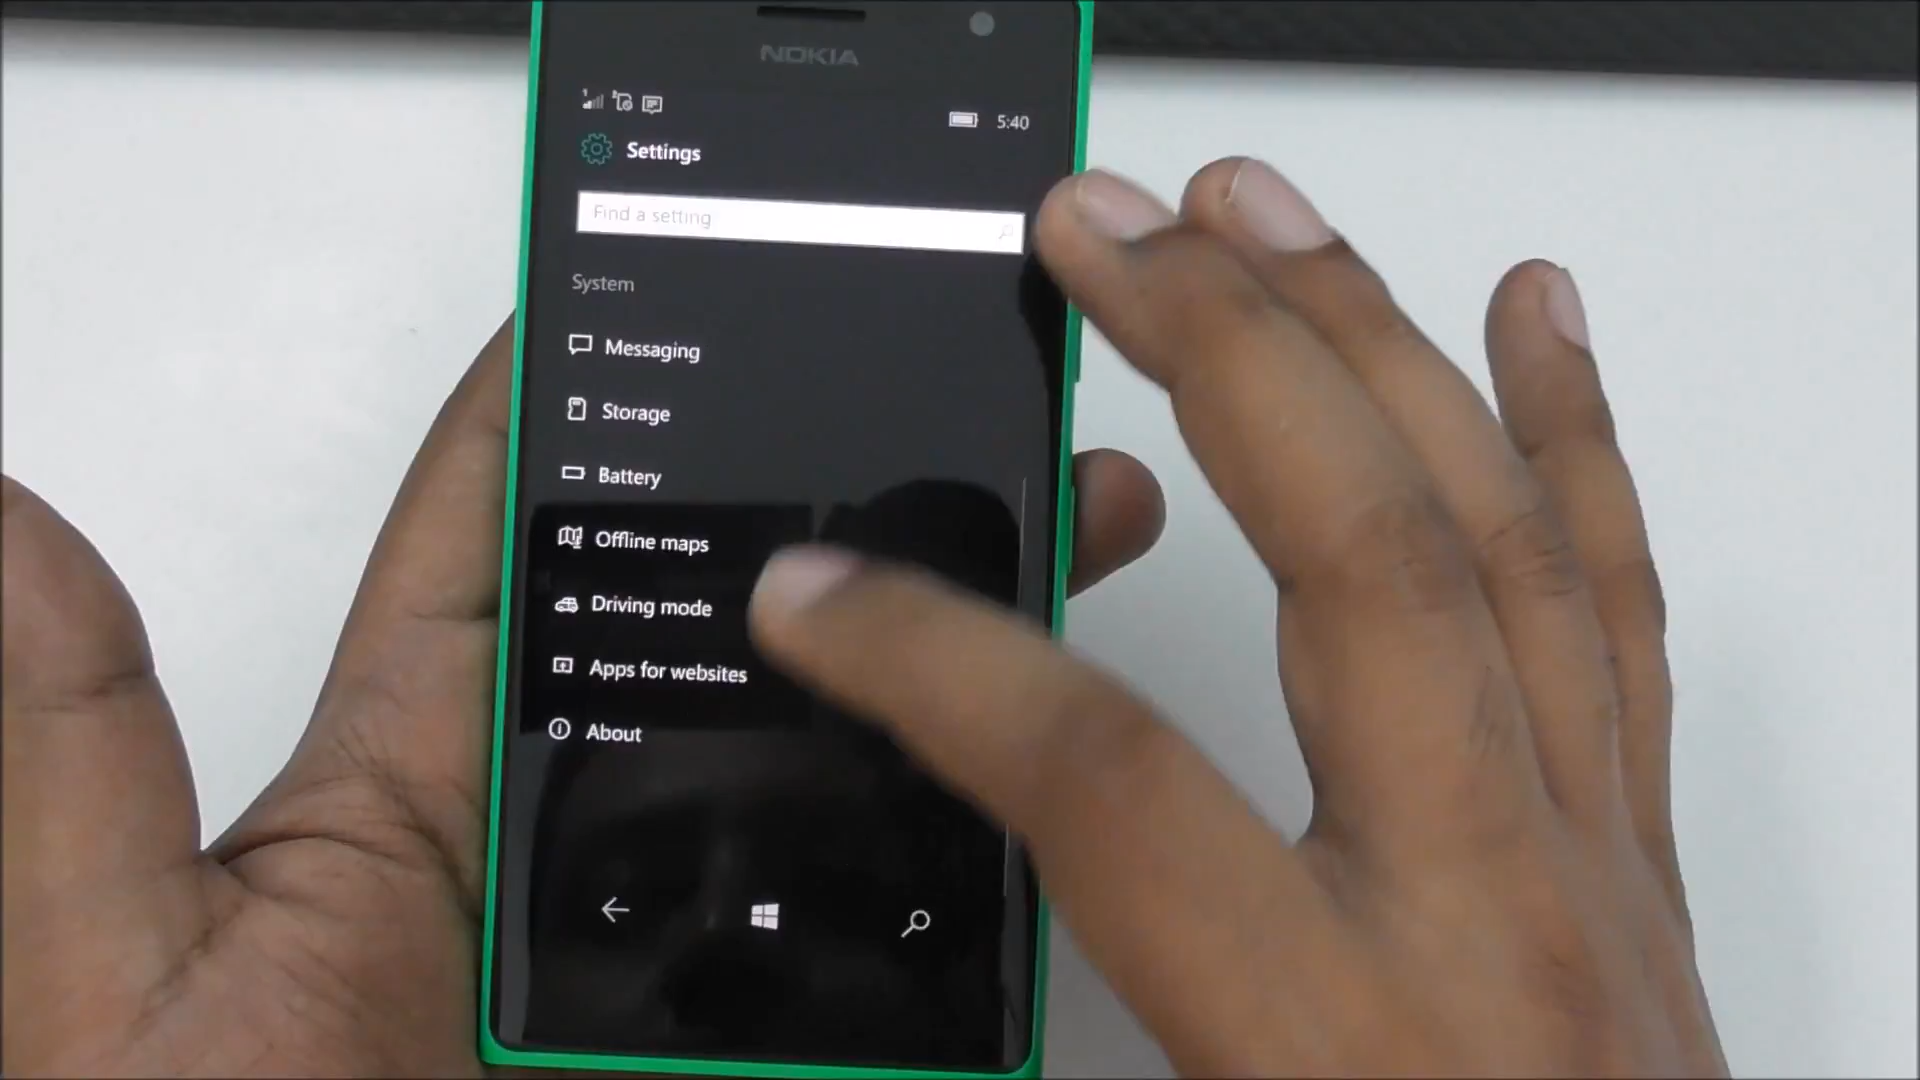 NOKIA
5:40
Settings
Find a setting
System
Messaging
Storage
Battery
Offline maps
Driving mode
Apps for websites
About